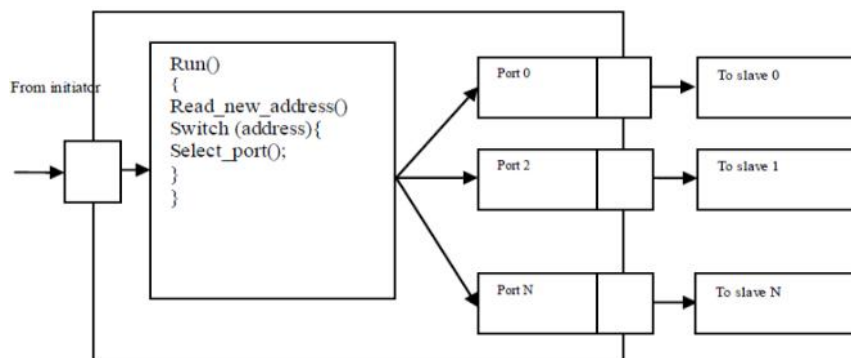 From initiator
Run()
{
Read_new_address()
Switch (address){
Select_port();
}
}
Port 0
To slave 0
Port 2
To slave 1
Port N
To slave N